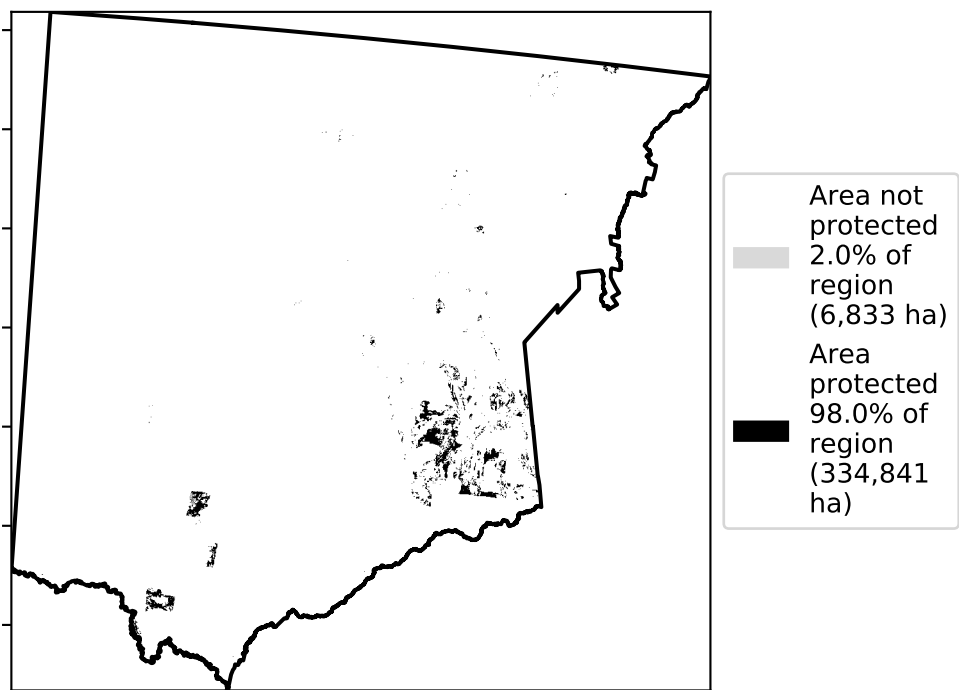 Area not
protected
2.0% of
region
(6,833 ha)
Area
protected
98.0% of
region
(334,841
ha)